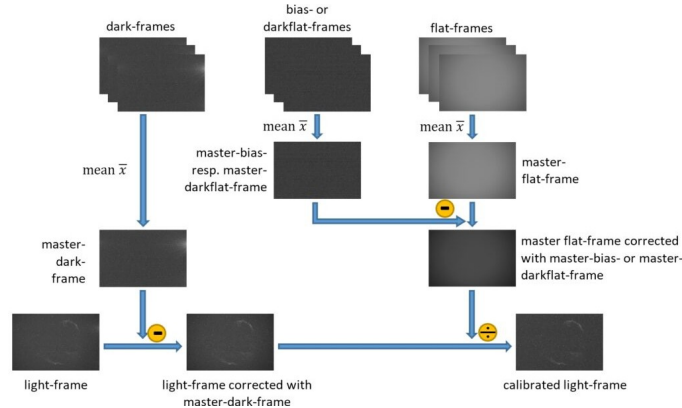 dark-frames
bias- or
darkflat-frames
flat-frames
mean x̅
mean x̅
mean x̅
master-bias-
resp. master-
darkflat-frame
master-
flat-frame
master-
dark-
frame
master flat-frame corrected
with master-bias- or master-
darkflat-frame
light-frame
light-frame corrected with
master-dark-frame
calibrated light-frame